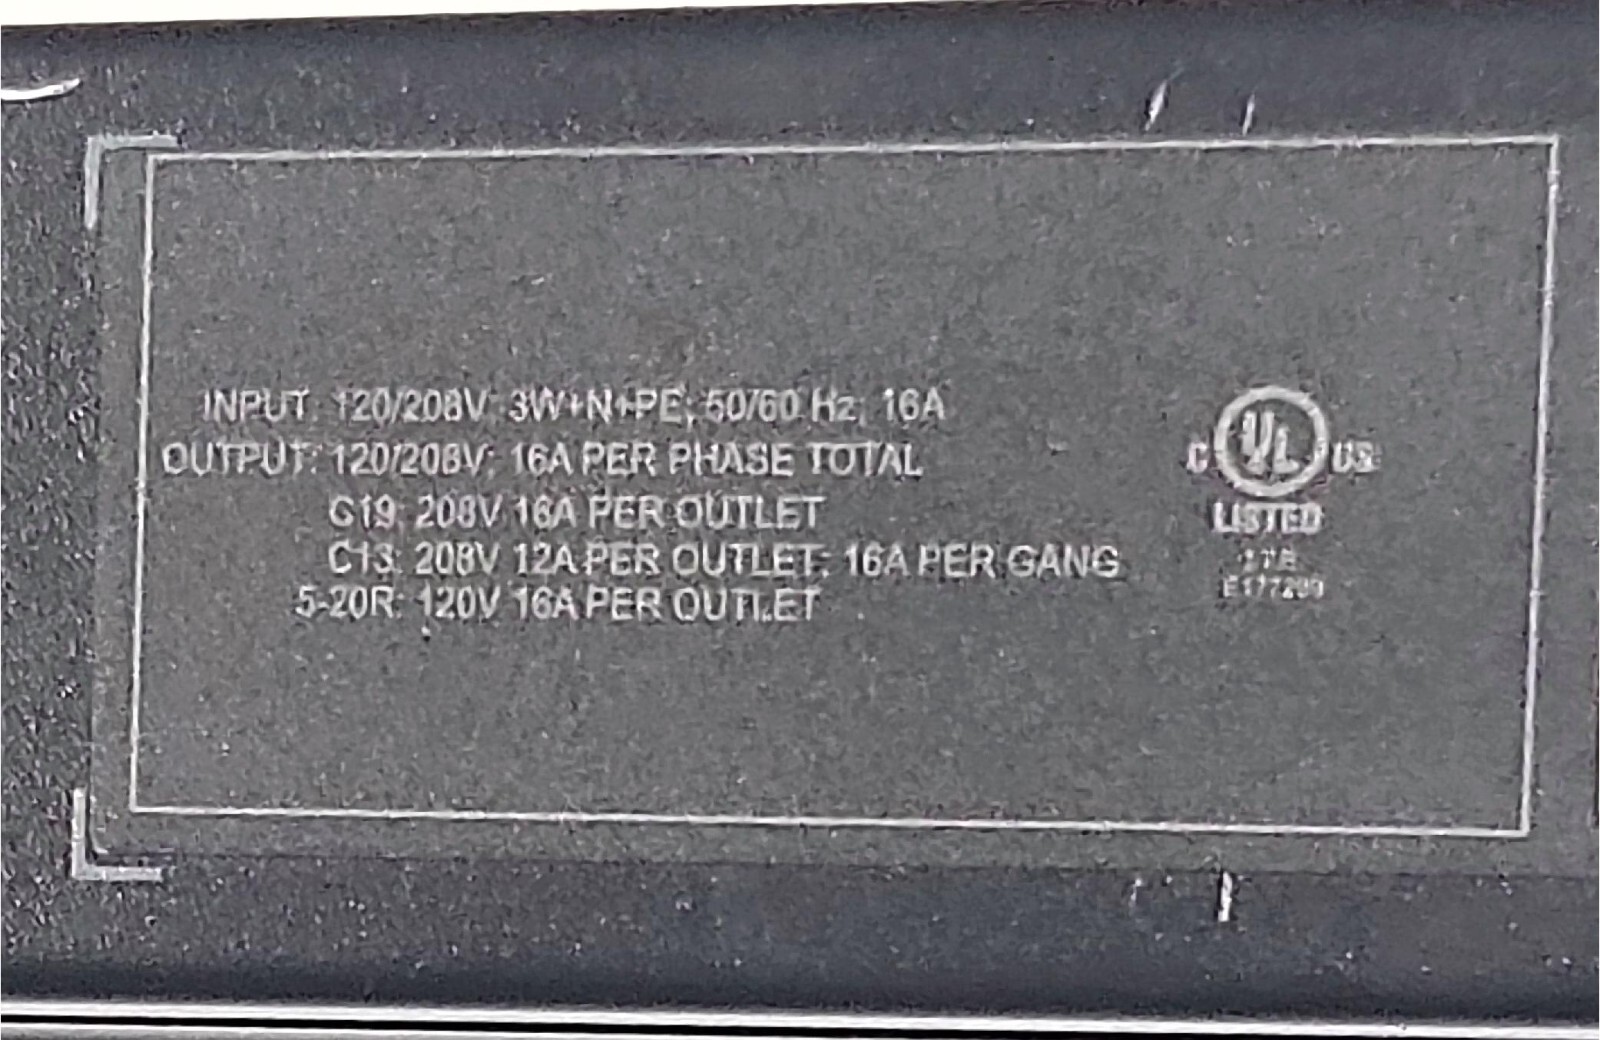 INPUT: 120/208V; 3W+N+PE; 50/60 Hz; 16A
OUTPUT: 120/208V; 16A PER PHASE TOTAL
C19: 208V 16A PER OUTLET
C13: 208V 12A PER OUTLET; 16A PER GANG
5-20R: 120V 16A PER OUTLET
C UL US
LISTED
I.T.E.